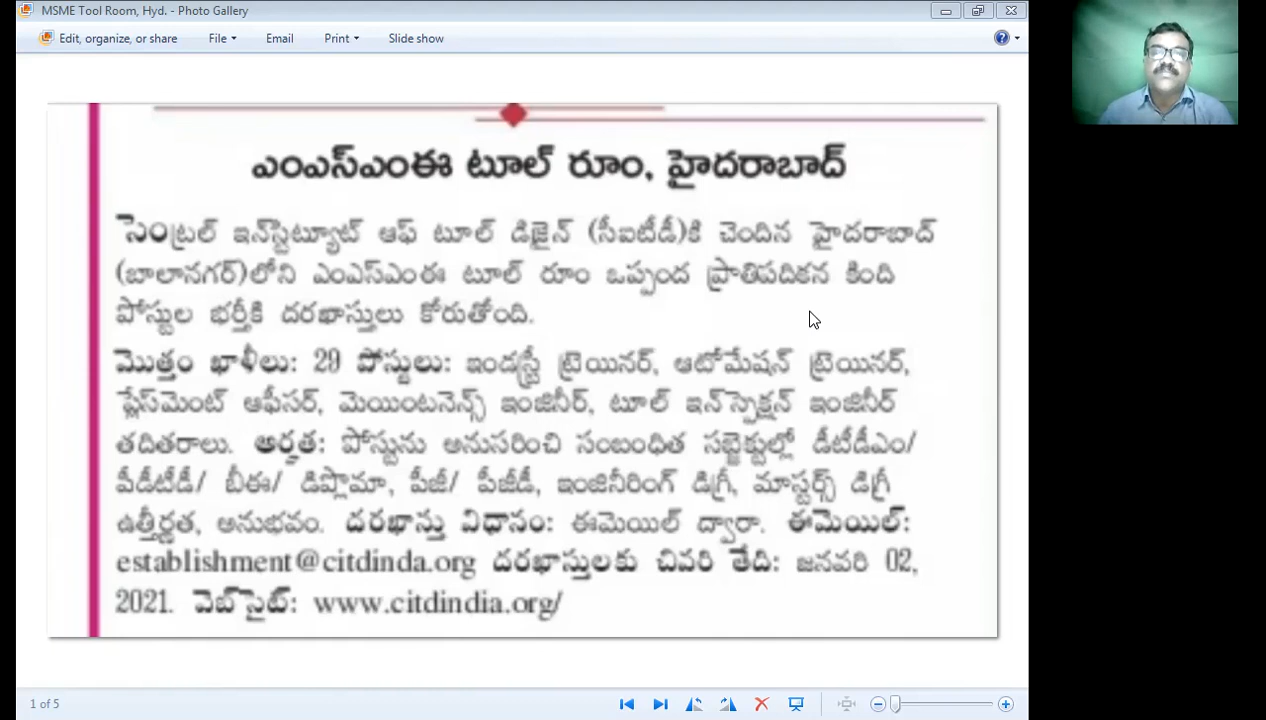 MSME Tool Room, Hyd. - Photo Gallery
Edit, organize, or share File Email Print Slide show
ఎంఎస్ఎంఈ టూల్ రూం, హైదరాబాద్
సెంట్రల్ ఇన్‌స్టిట్యూట్ ఆఫ్ టూల్ డిజైన్ (సీఐటీడీ)కి చెందిన హైదరాబాద్
(బాలానగర్)లోని ఎంఎస్ఎంఈ టూల్ రూం ఒప్పంద ప్రాతిపదికన కింది
పోస్టుల భర్తీకి దరఖాస్తులు కోరుతోంది.
మొత్తం ఖాళీలు: 29 పోస్టులు: ఇండస్ట్రీ ట్రెయినర్, ఆటోమేషన్ ట్రెయినర్,
ప్లేస్‌మెంట్ ఆఫీసర్, మెయింటనెన్స్ ఇంజినీర్, టూల్ ఇన్‌స్పెక్షన్ ఇంజినీర్
తదితరాలు. అర్హత: పోస్టును అనుసరించి సంబంధిత సబ్జెక్టుల్లో డీటీడీఎం/
పీడీటీడీ/ బీఈ/ డిప్లొమా, పీజీ/ పీజీడీ, ఇంజినీరింగ్ డిగ్రీ, మాస్టర్స్ డిగ్రీ
ఉత్తీర్ణత, అనుభవం. దరఖాస్తు విధానం: ఈమెయిల్ ద్వారా. ఈమెయిల్:
establishment@citdinda.org దరఖాస్తులకు చివరి తేది: జనవరి 02,
2021. వెబ్‌సైట్: www.citdindia.org/
1 of 5